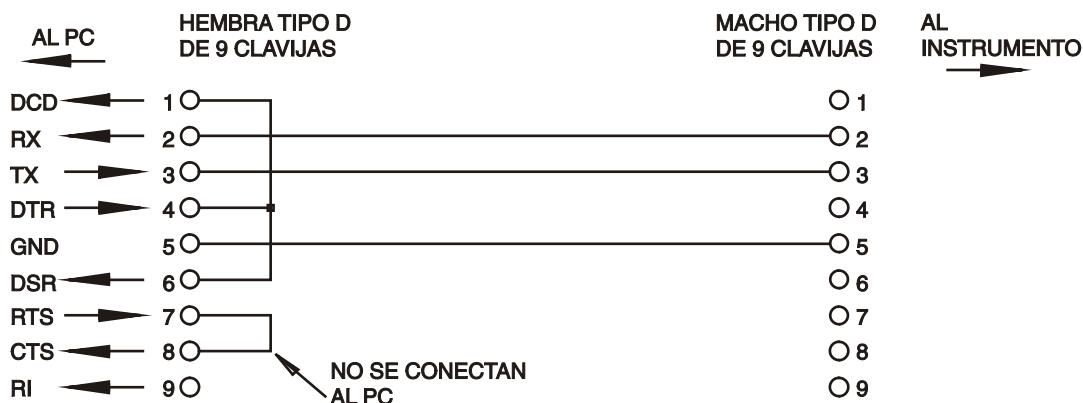 AL PC
HEMBRA TIPO D
DE 9 CLAVIJAS
MACHO TIPO D
DE 9 CLAVIJAS
AL
INSTRUMENTO
DCD 1 1
RX 2 2
TX 3 3
DTR 4 4
GND 5 5
DSR 6 6
RTS 7 7
CTS 8 8
RI 9 9
NO SE CONECTAN
AL PC